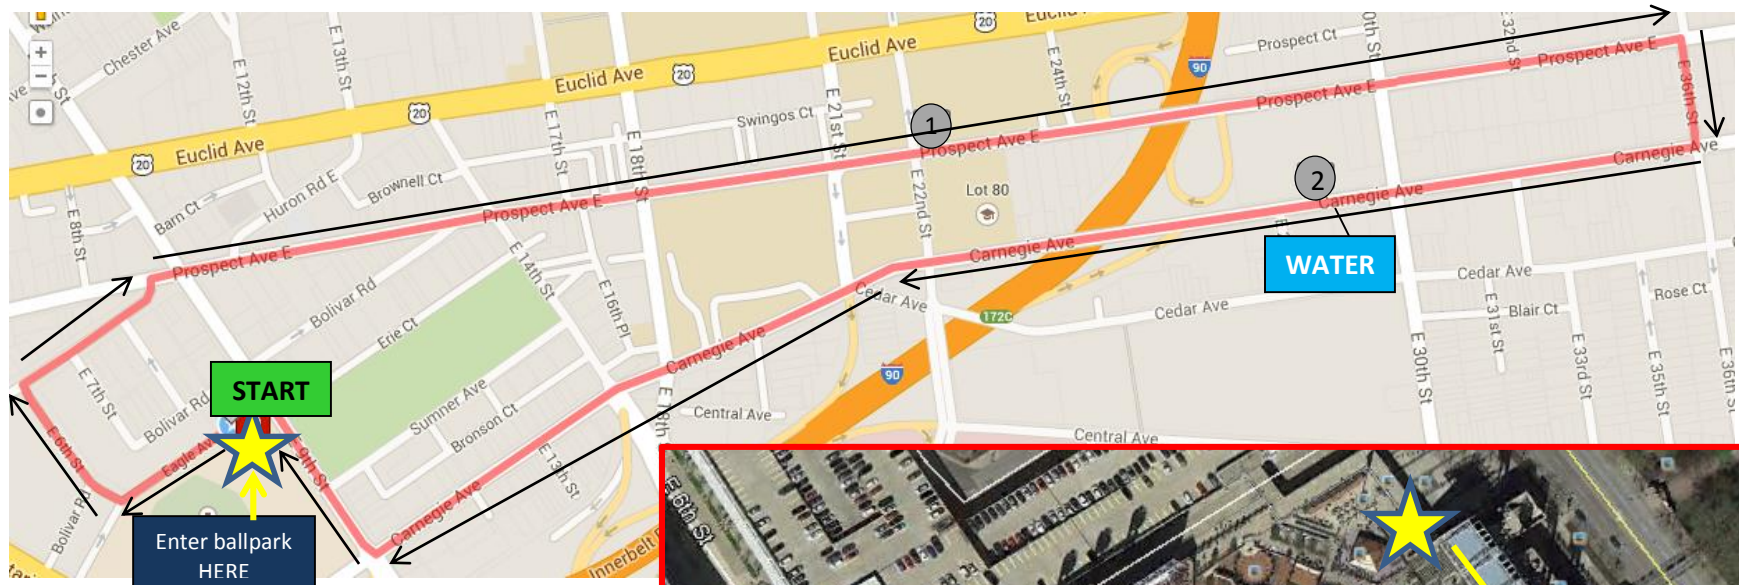 Chester Ave
E 12th St
E 13th St
20
Euclid Ave
20
Euclid Ave
20
Euclid Ave
20
Euclid Ave
E 8th St
Barn Ct
Huron Rd E
Brownell Ct
E 17th St
E 18th St
Swingos Ct
E 21st St
1
E 22nd St
E 24th St
90
Prospect Ct
E 32nd St
Prospect Ave E
Prospect Ave E
Prospect Ave E
Prospect Ave E
Prospect Ave E
E 36th St
Carnegie Ave
2
Carnegie Ave
Lot 80
Carnegie Ave
WATER
Cedar Ave
Cedar Ave
Cedar Ave
172C
Rose Ct
Blair Ct
E 31st St
E 33rd St
E 35th St
E 36th
E 30th St
Bolivar Rd
Erie Ct
E 14th St
E 16th Pl
Carnegie Ave
90
START
E 7th St
Bolivar Rd
E 6th St
Eagle Ave
E 9th St
Sumner Ave
Bronson Ct
E 13th St
E 18th St
Central Ave
Central Ave
Carnegie Ave
Bolivar Rd
Enter ballpark
HERE
Innerbelt
E 6th St